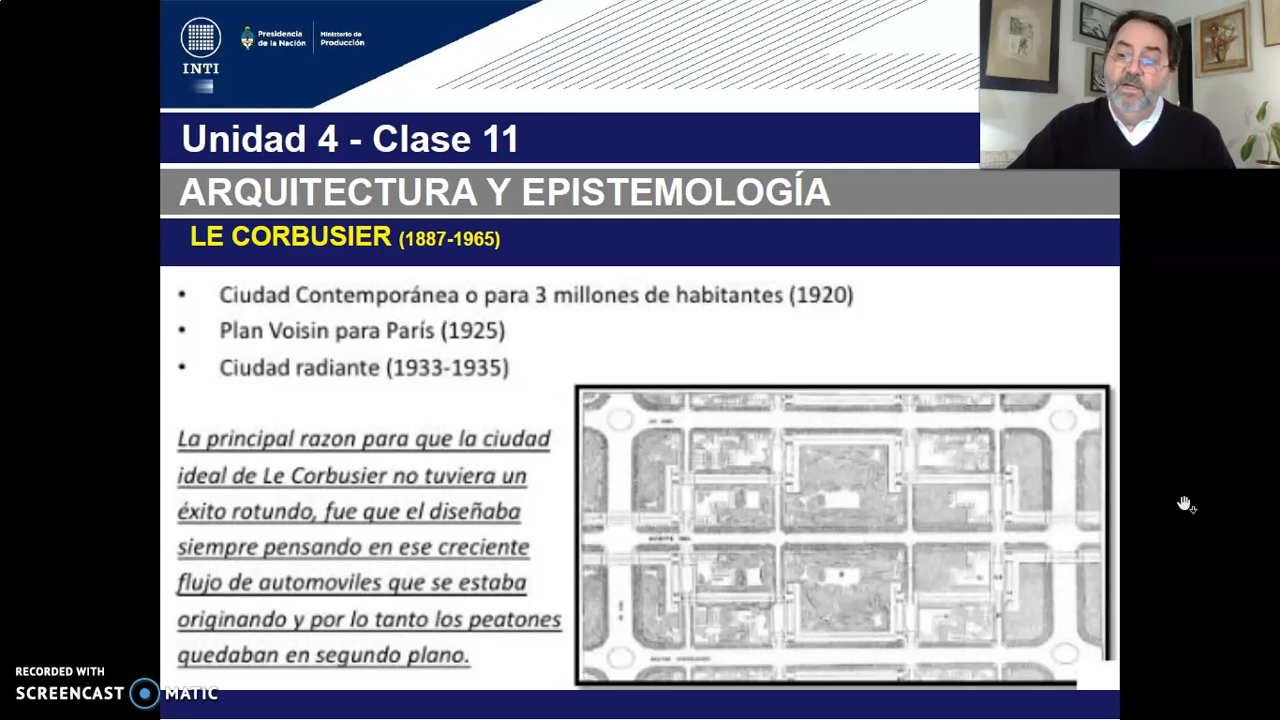 INTI
Presidencia
de la Nación
Ministerio de
Producción
Unidad 4 - Clase 11
ARQUITECTURA Y EPISTEMOLOGÍA
LE CORBUSIER (1887-1965)
• Ciudad Contemporánea o para 3 millones de habitantes (1920)
• Plan Voisin para París (1925)
• Ciudad radiante (1933-1935)
La principal razon para que la ciudad
ideal de Le Corbusier no tuviera un
éxito rotundo, fue que el diseñaba
siempre pensando en ese creciente
flujo de automoviles que se estaba
originando y por lo tanto los peatones
quedaban en segundo plano.
RECORDED WITH
SCREENCAST MATIC